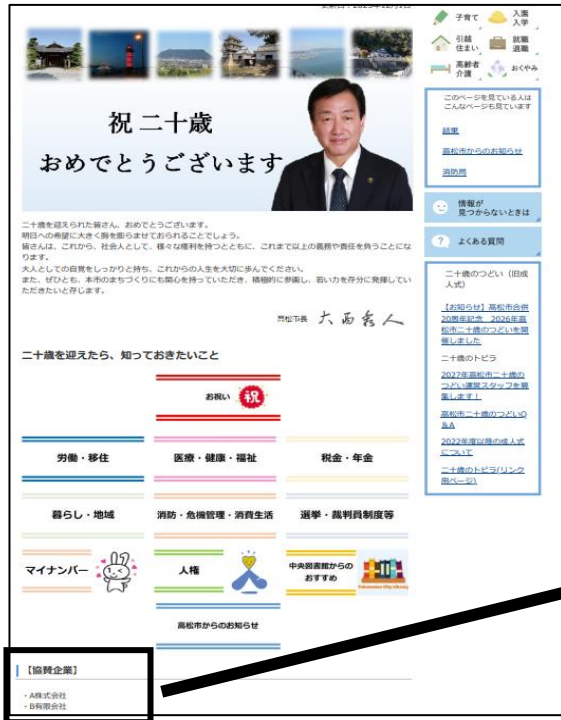 更新日：2025年12月1日
祝 二十歳
おめでとうございます
二十歳を迎えられた皆さん、おめでとうございます。
明日への希望に大きく胸を膨らませておられることでしょう。
皆さんは、これから、社会人として、様々な権利を持つとともに、これまで以上の義務や責任を負うことにな
ります。
大人としての自覚をしっかりと持ち、これからの人生を大切に歩んでください。
また、ぜひとも、本市のまちづくりにも関心を持っていただき、積極的に参画し、若い力を存分に発揮してい
ただきたいと存じます。
高松市長 大西秀人
二十歳を迎えたら、知っておきたいこと
お祝い 祝
労働・移住
医療・健康・福祉
税金・年金
暮らし・地域
消防・危機管理・消費生活
選挙・裁判員制度等
マイナンバー
人権
中央図書館からの
おすすめ
Takamatsu City Library
高松市からのお知らせ
【協賛企業】
・A株式会社
・B有限会社
子育て
入園
入学
引越
住まい
就職
退職
高齢者
介護
おくやみ
このページを見ている人は
こんなページも見ています
結果
高松市からのお知らせ
消防局
情報が
見つからないときは
? よくある質問
二十歳のつどい（旧成
人式）
【お知らせ】高松市合併
20周年記念　2026年高
松市二十歳のつどいを開
催しました
二十歳のトビラ
2027年高松市二十歳の
つどい運営スタッフを募
集します！
高松市二十歳のつどいQ
&A
2022年度以降の成人式
について
二十歳のトビラ(リンク
用ページ)